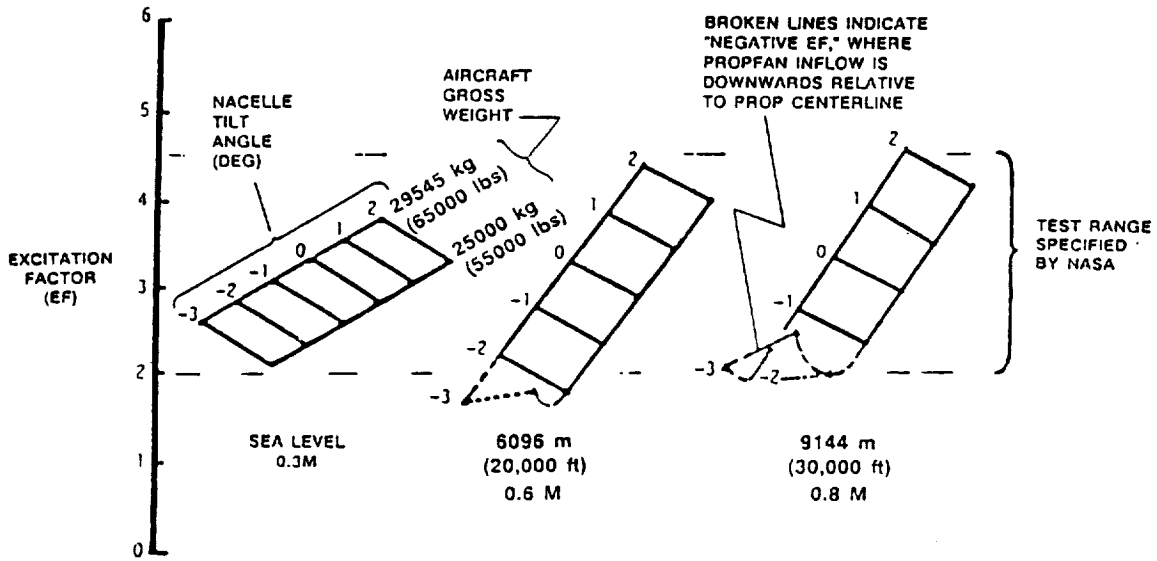 6
5
4
3
2
1
0
EXCITATION
FACTOR
(EF)
NACELLE
TILT
ANGLE
(DEG)
AIRCRAFT
GROSS
WEIGHT
BROKEN LINES INDICATE
"NEGATIVE EF," WHERE
PROPFAN INFLOW IS
DOWNWARDS RELATIVE
TO PROP CENTERLINE
-3
-2
-1
0
1
2
29545 kg
(65000 lbs)
25000 kg
(55000 lbs)
2
1
0
-1
-2
-3
2
1
0
-1
-2
-3
TEST RANGE
SPECIFIED
BY NASA
SEA LEVEL
0.3M
6096 m
(20,000 ft)
0.6 M
9144 m
(30,000 ft)
0.8 M